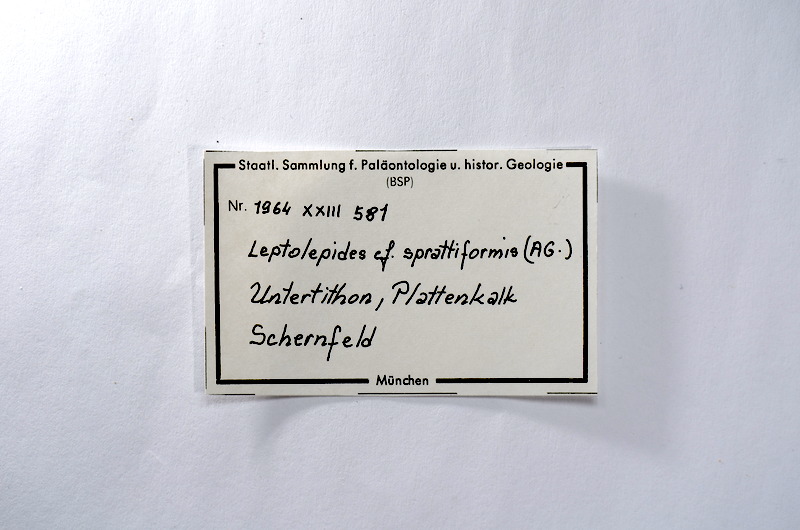 Staatl. Sammlung f. Paläontologie u. histor. Geologie
(BSP)
Nr. 1964 XXIII 581
Leptolepides cf. sprattiformis (AG.)
Untertithon, Plattenkalk
Schernfeld
München